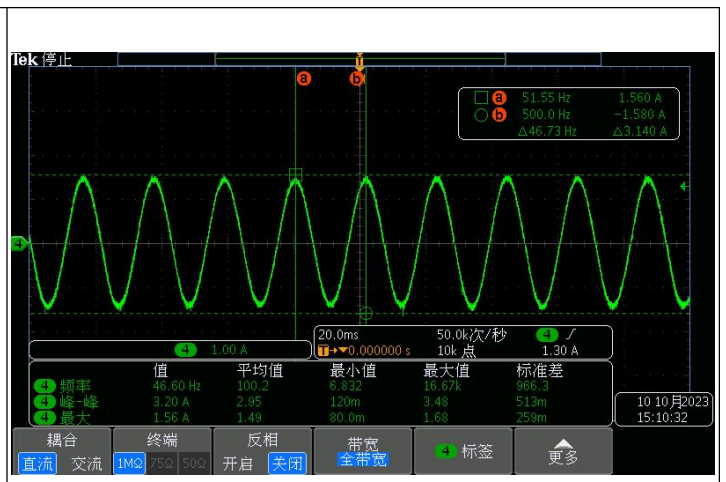 Tek 停止
T
a b
a 51.55 Hz 1.560 A
b 500.0 Hz −1.580 A
△46.73 Hz △3.140 A
4
4 1.00 A
20.0ms 50.0k次/秒 4
T→▼0.000000 s 10k 点 1.30 A
值 平均值 最小值 最大值 标准差
4 频率 46.60 Hz 100.2 6.832 16.67k 966.3
4 峰-峰 3.20 A 2.95 120m 3.48 513m
4 最大 1.56 A 1.49 80.0m 1.68 259m
10 10月2023
15:10:32
耦合 终端 反相 带宽 4 标签 更多
直流 交流 1MΩ 75Ω 50Ω 开启 关闭 全带宽